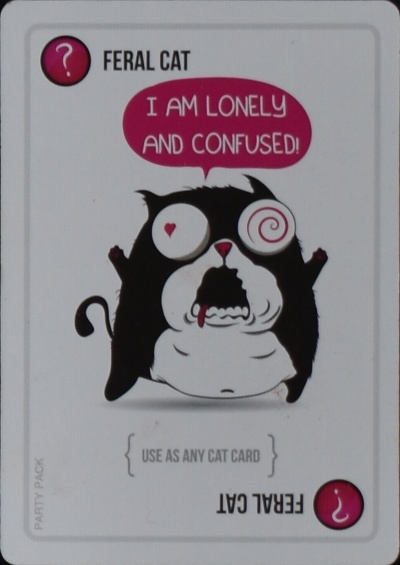 ?
FERAL CAT
I AM LONELY
AND CONFUSED!
{ USE AS ANY CAT CARD }
PARTY PACK
FERAL CAT
?